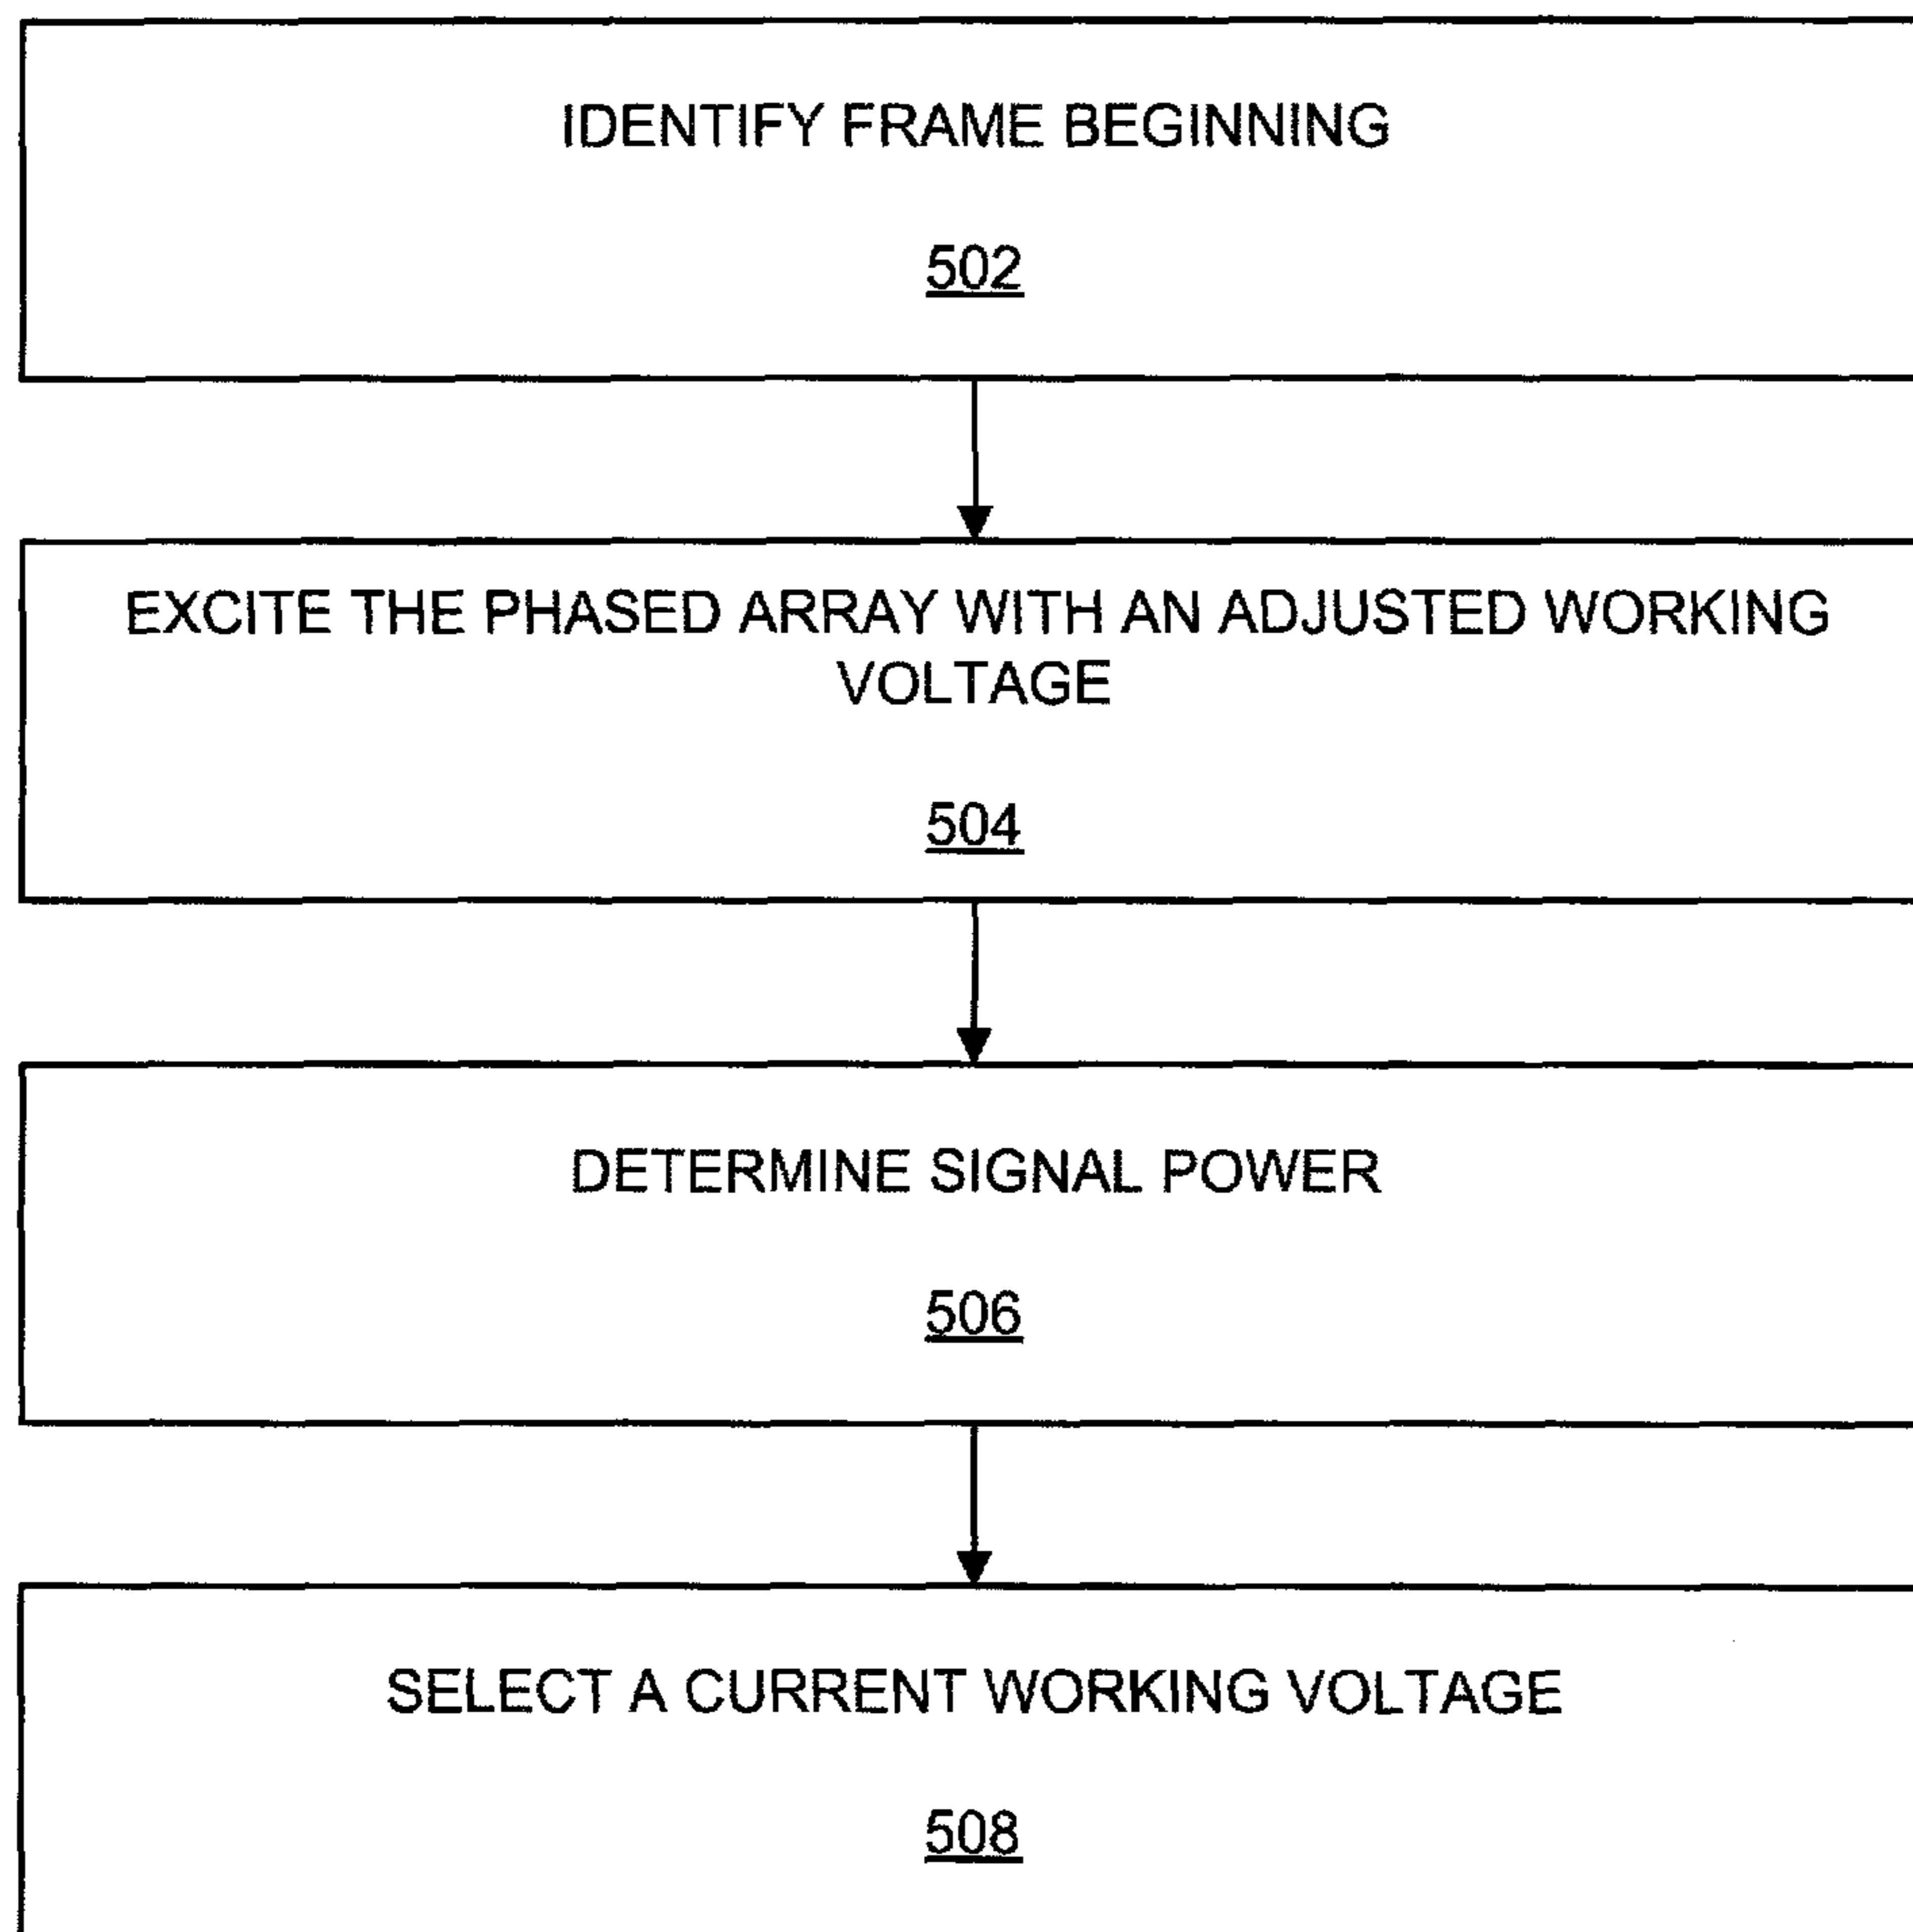 IDENTIFY FRAME BEGINNING
502
EXCITE THE PHASED ARRAY WITH AN ADJUSTED WORKING
VOLTAGE
504
DETERMINE SIGNAL POWER
506
SELECT A CURRENT WORKING VOLTAGE
508